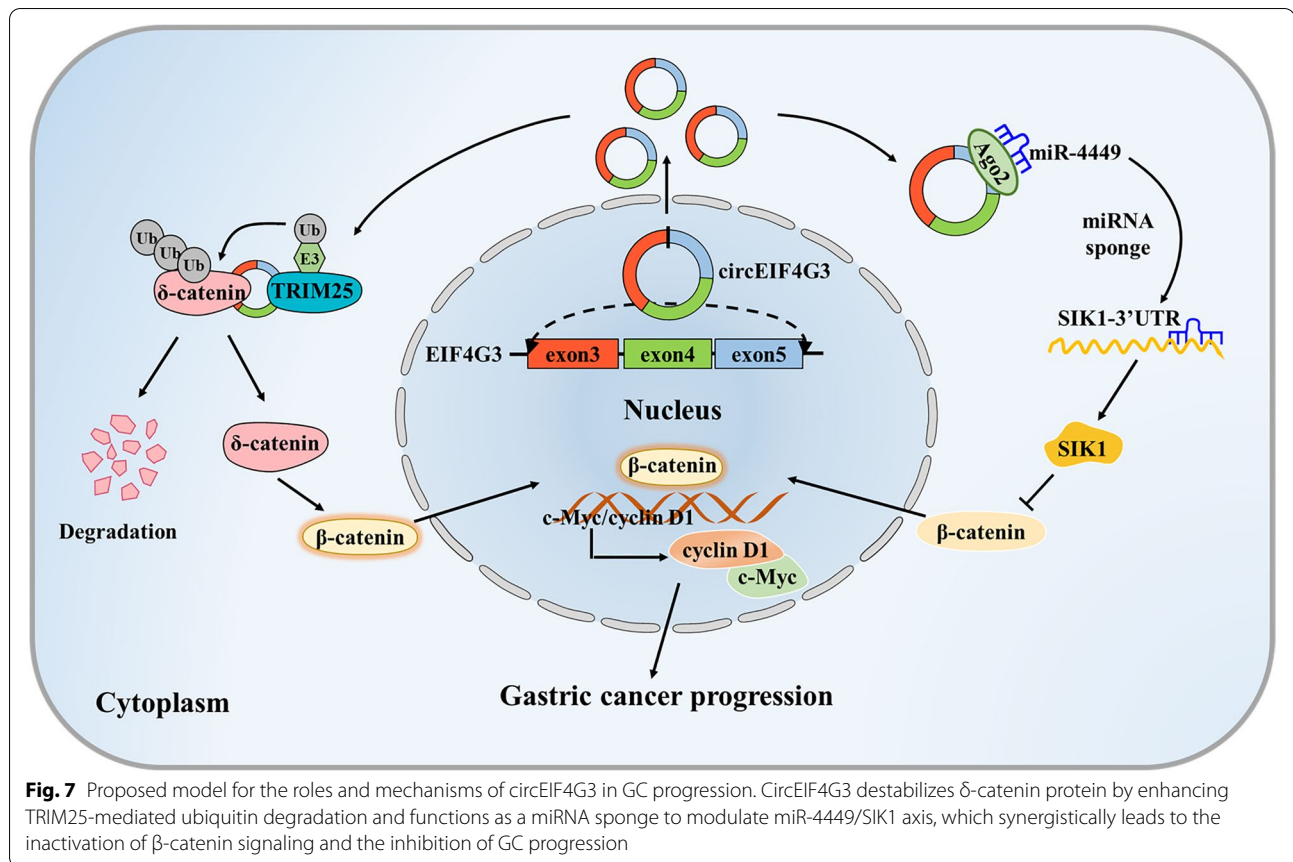 Ago2
miR-4449
miRNA
sponge
Ub
Ub
Ub
Ub
E3
δ-catenin
TRIM25
circEIF4G3
SIK1-3’UTR
EIF4G3
exon3
exon4
exon5
Nucleus
δ-catenin
SIK1
β-catenin
Degradation
β-catenin
c-Myc/cyclin D1
cyclin D1
c-Myc
β-catenin
Cytoplasm
Gastric cancer progression
Fig. 7 Proposed model for the roles and mechanisms of circEIF4G3 in GC progression. CircEIF4G3 destabilizes δ-catenin protein by enhancing
TRIM25-mediated ubiquitin degradation and functions as a miRNA sponge to modulate miR-4449/SIK1 axis, which synergistically leads to the
inactivation of β-catenin signaling and the inhibition of GC progression